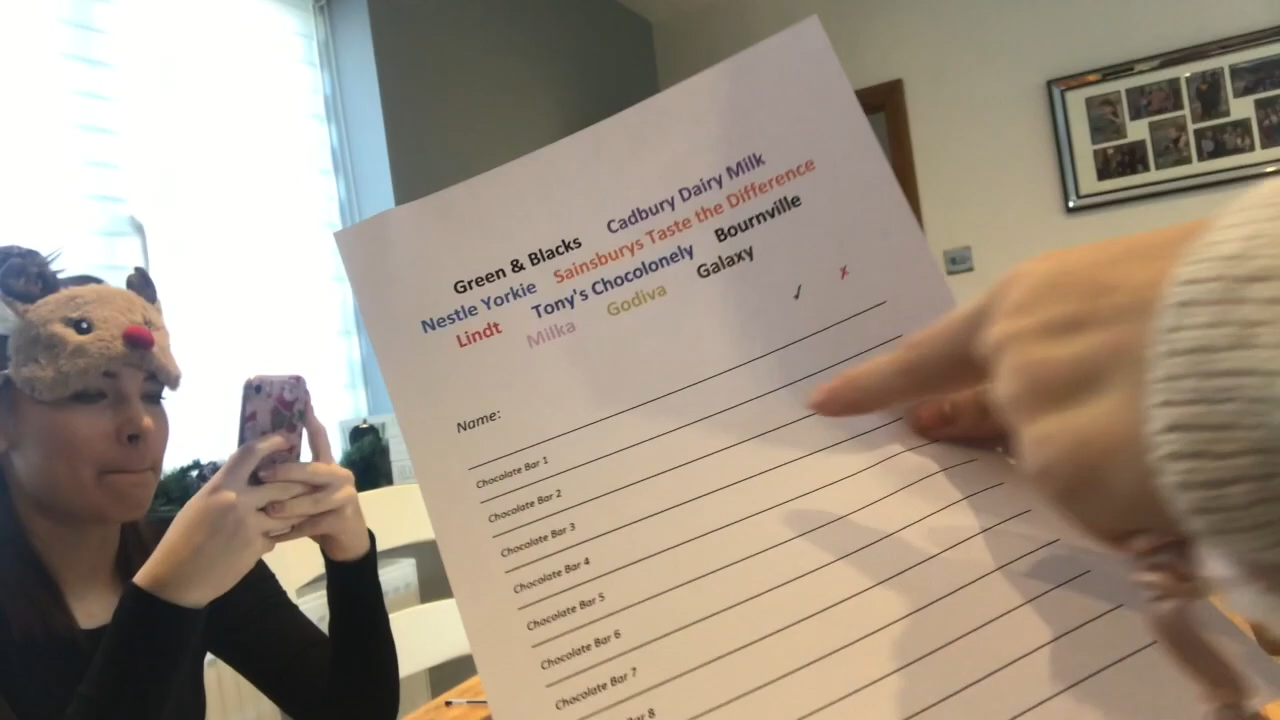 Green & Blacks Cadbury Dairy Milk
Nestle Yorkie Sainsburys Taste the Difference
Lindt Tony's Chocolonely Bournville
Milka Godiva Galaxy
✓ ✗
Name:
Chocolate Bar 1
Chocolate Bar 2
Chocolate Bar 3
Chocolate Bar 4
Chocolate Bar 5
Chocolate Bar 6
Chocolate Bar 7
Bar 8